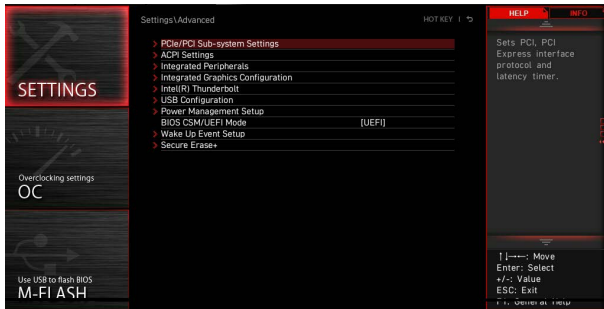 SETTINGS
Overclocking settings
OC
Use USB to flash BIOS
M-FLASH
Settings\Advanced
HOT KEY |
> PCIe/PCI Sub-system Settings
> ACPI Settings
> Integrated Peripherals
> Integrated Graphics Configuration
> Intel(R) Thunderbolt
> USB Configuration
> Power Management Setup
BIOS CSM/UEFI Mode [UEFI]
> Wake Up Event Setup
> Secure Erase+
HELP
INFO
Sets PCI, PCI
Express interface
protocol and
latency timer.
↑↓→←: Move
Enter: Select
+/-: Value
ESC: Exit
F1: General Help